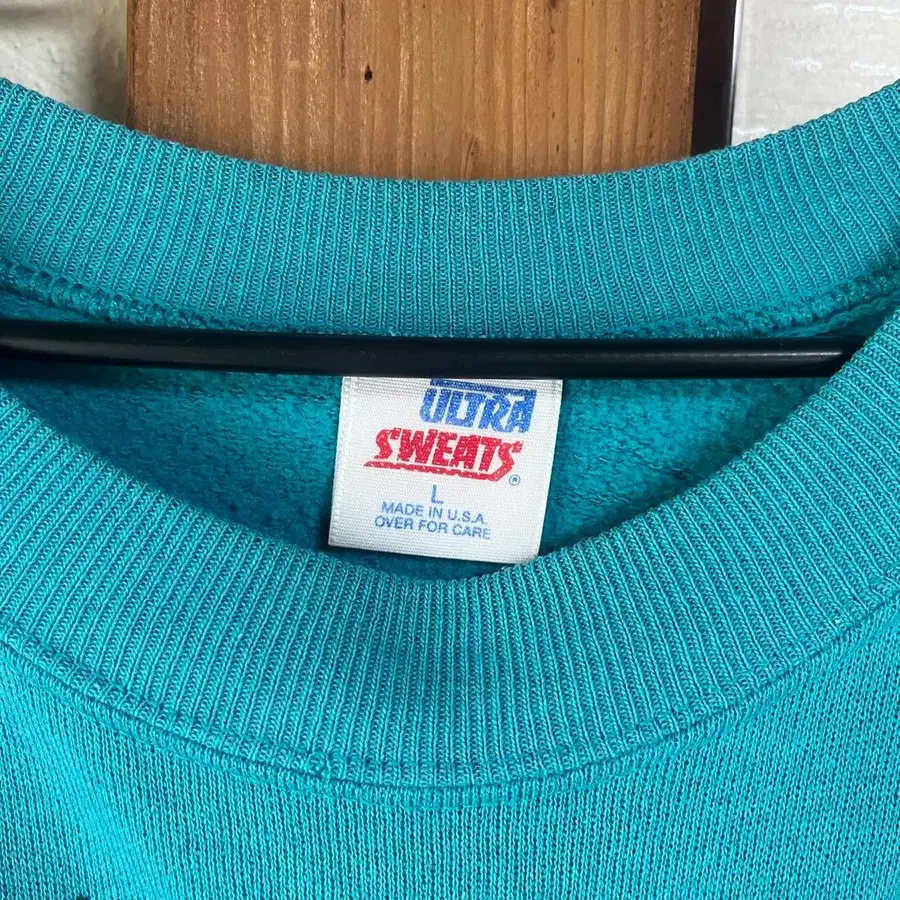 ULTRA
SWEATS®
L
MADE IN U.S.A.
OVER FOR CARE